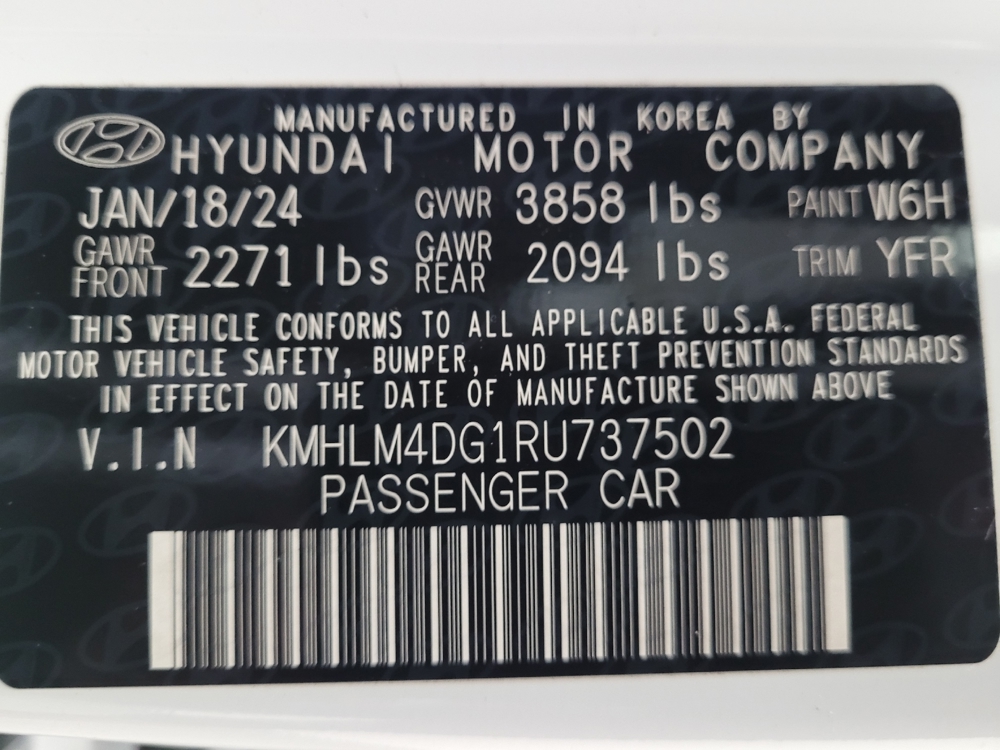 MANUFACTURED IN KOREA BY
HYUNDAI MOTOR COMPANY
JAN/18/24 GVWR 3858 lbs PAINT W6H
GAWR FRONT 2271 lbs GAWR REAR 2094 lbs TRIM YFR
THIS VEHICLE CONFORMS TO ALL APPLICABLE U.S.A. FEDERAL
MOTOR VEHICLE SAFETY, BUMPER, AND THEFT PREVENTION STANDARDS
IN EFFECT ON THE DATE OF MANUFACTURE SHOWN ABOVE
V.I.N KMHLM4DG1RU737502
PASSENGER CAR